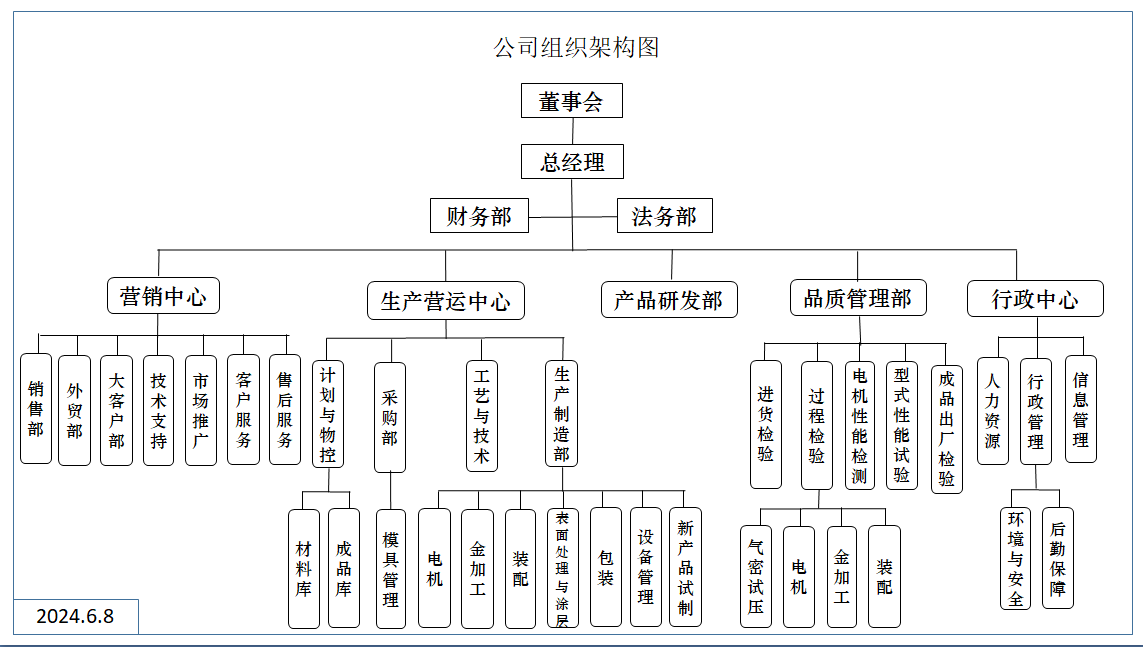 公司组织架构图
董事会
总经理
财务部
法务部
营销中心
生产营运中心
产品研发部
品质管理部
行政中心
销售部
外贸部
大客户部
技术支持
市场推广
客户服务
售后服务
计划与物控
采购部
工艺与技术
生产制造部
进货检验
过程检验
电机性能检测
型式性能试验
成品出厂检验
人力资源
行政管理
信息管理
材料库
成品库
模具管理
电机
金加工
装配
表面处理与涂层
包装
设备管理
新产品试制
气密试压
电机
金加工
装配
环境与安全
后勤保障
2024.6.8